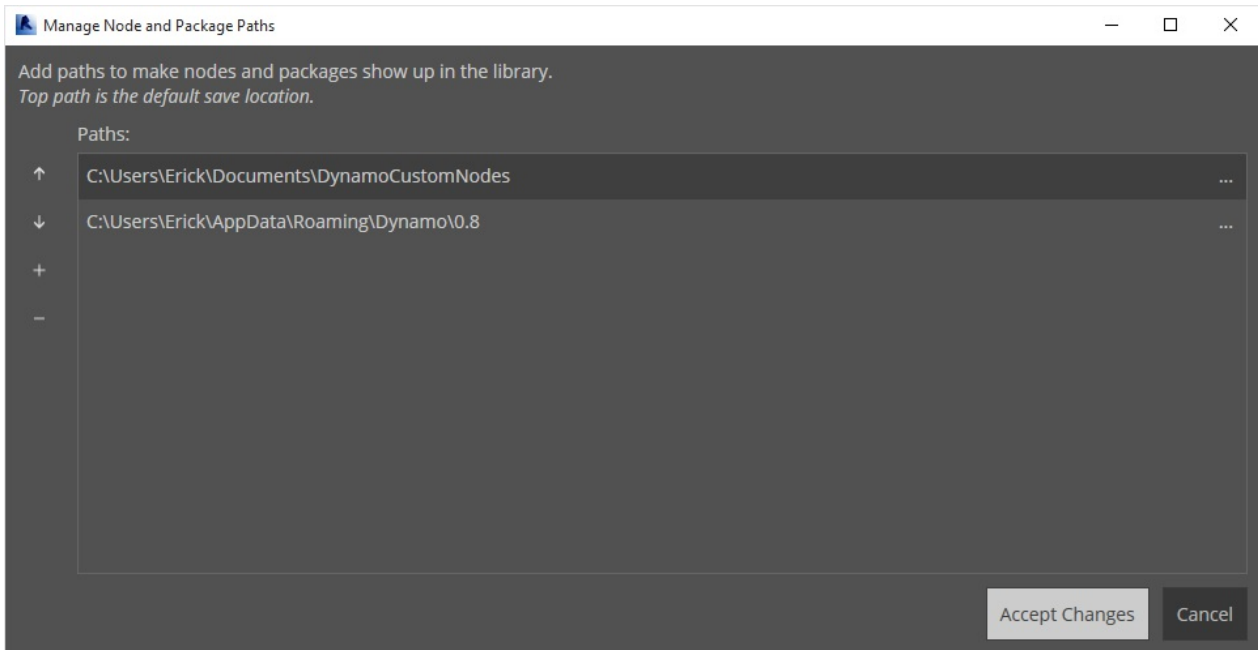 Manage Node and Package Paths
Add paths to make nodes and packages show up in the library.
Top path is the default save location.
Paths:
C:\Users\Erick\Documents\DynamoCustomNodes ...
C:\Users\Erick\AppData\Roaming\Dynamo\0.8 ...
Accept Changes Cancel